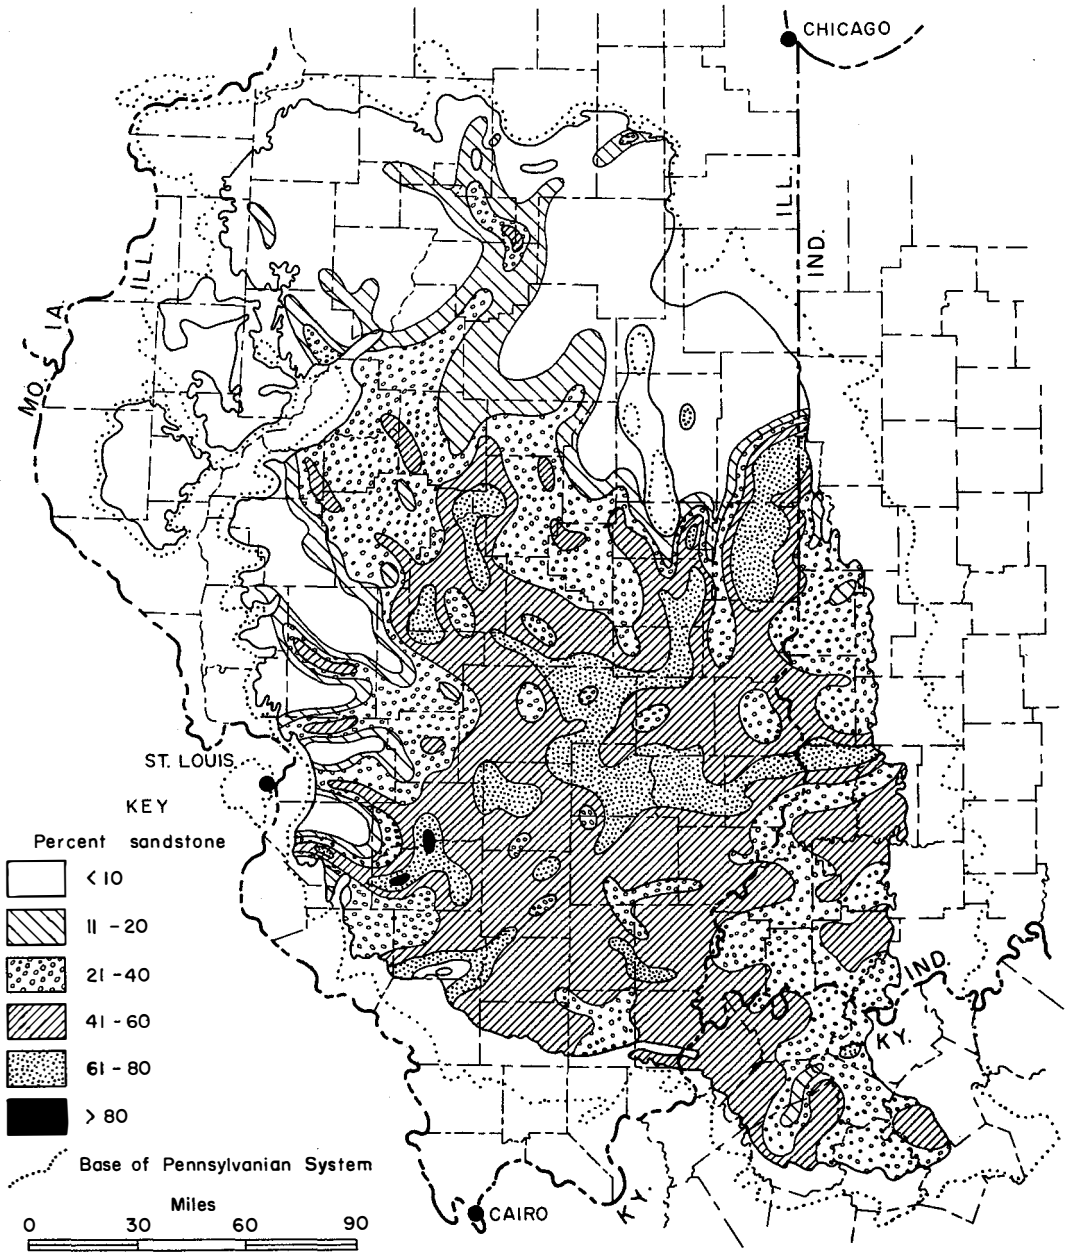 CHICAGO
ILL.
IND.
ILL.
IA.
MO.
ST. LOUIS
KEY
Percent sandstone
< 10
11 - 20
21 - 40
41 - 60
61 - 80
> 80
Base of Pennsylvanian System
Miles
0 30 60 90
IND.
KY.
KY.
CAIRO